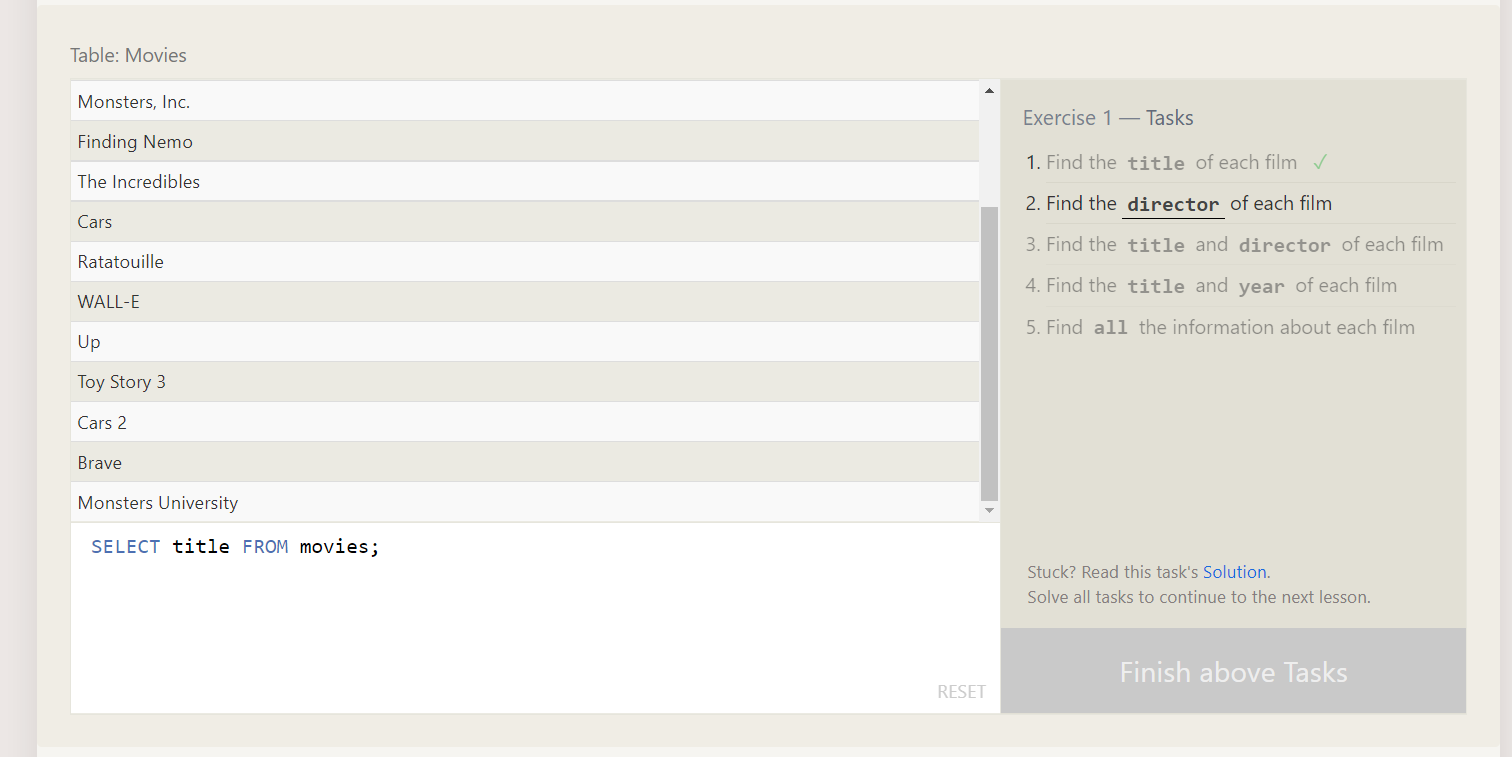 Table: Movies
Monsters, Inc.
Finding Nemo
The Incredibles
Cars
Ratatouille
WALL-E
Up
Toy Story 3
Cars 2
Brave
Monsters University
SELECT title FROM movies;
RESET
Exercise 1 — Tasks
1. Find the title of each film ✓
2. Find the director of each film
3. Find the title and director of each film
4. Find the title and year of each film
5. Find all the information about each film
Stuck? Read this task's Solution.
Solve all tasks to continue to the next lesson.
Finish above Tasks